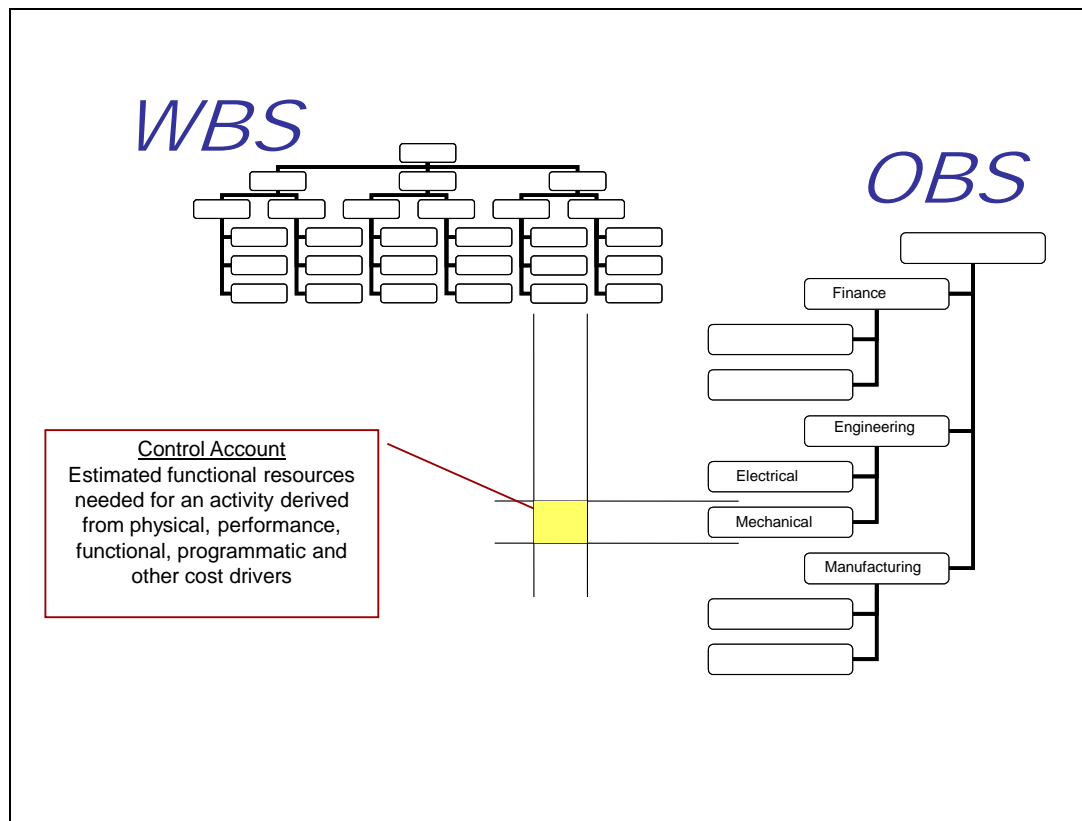 WBS
OBS
Finance
Engineering
Electrical
Mechanical
Manufacturing
Control Account
Estimated functional resources
needed for an activity derived
from physical, performance,
functional, programmatic and
other cost drivers